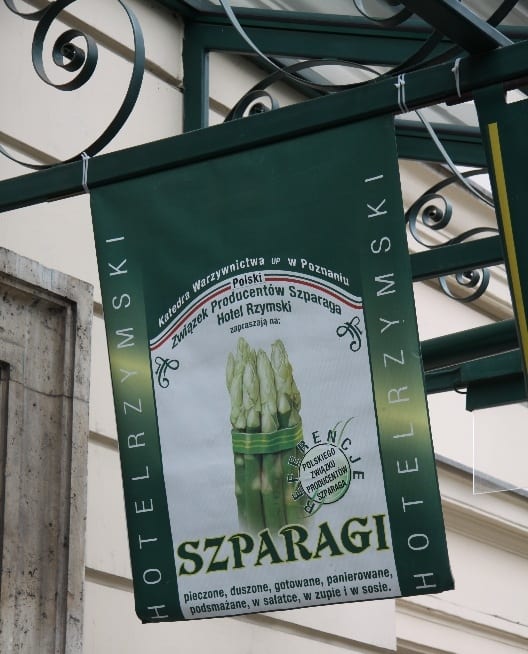 HOTEL RZYMSKI
Katedra Warzywnictwa UP w Poznaniu
Polski
Związek Producentów Szparaga
Hotel Rzymski
zapraszają na:
REFERENCJE
POLSKIEGO
ZWIĄZKU
PRODUCENTÓW
SZPARAGA
SZPARAGI
pieczone, duszone, gotowane, panierowane,
podsmażane, w sałatce, w zupie i w sosie.
HOTEL RZYMSKI